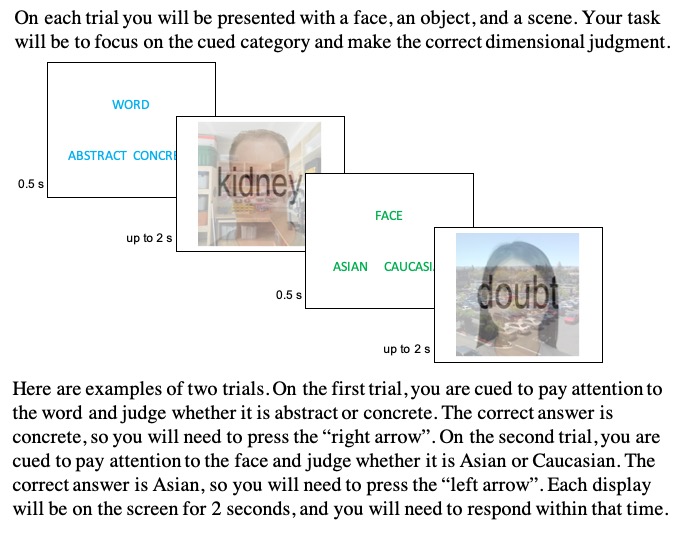 On each trial you will be presented with a face, an object, and a scene. Your task
will be to focus on the cued category and make the correct dimensional judgment.
WORD
ABSTRACT CONCRE
0.5 s
kidney
up to 2 s
FACE
ASIAN CAUCASI
0.5 s
doubt
up to 2 s
Here are examples of two trials. On the first trial, you are cued to pay attention to
the word and judge whether it is abstract or concrete. The correct answer is
concrete, so you will need to press the “right arrow”. On the second trial, you are
cued to pay attention to the face and judge whether it is Asian or Caucasian. The
correct answer is Asian, so you will need to press the “left arrow”. Each display
will be on the screen for 2 seconds, and you will need to respond within that time.